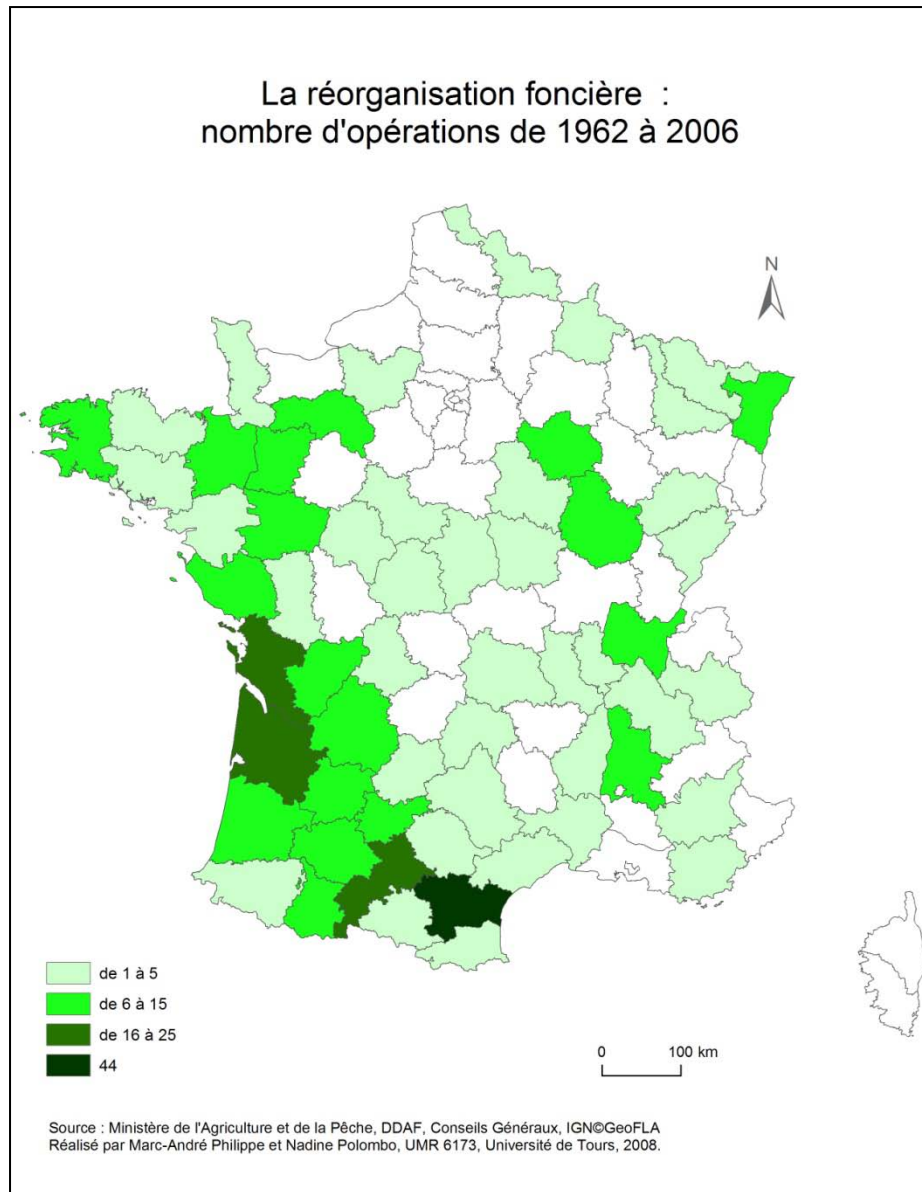 La réorganisation foncière :
nombre d'opérations de 1962 à 2006
N
de 1 à 5
de 6 à 15
de 16 à 25
44
0 100 km
Source : Ministère de l'Agriculture et de la Pêche, DDAF, Conseils Généraux, IGN©GeoFLA
Réalisé par Marc-André Philippe et Nadine Polombo, UMR 6173, Université de Tours, 2008.